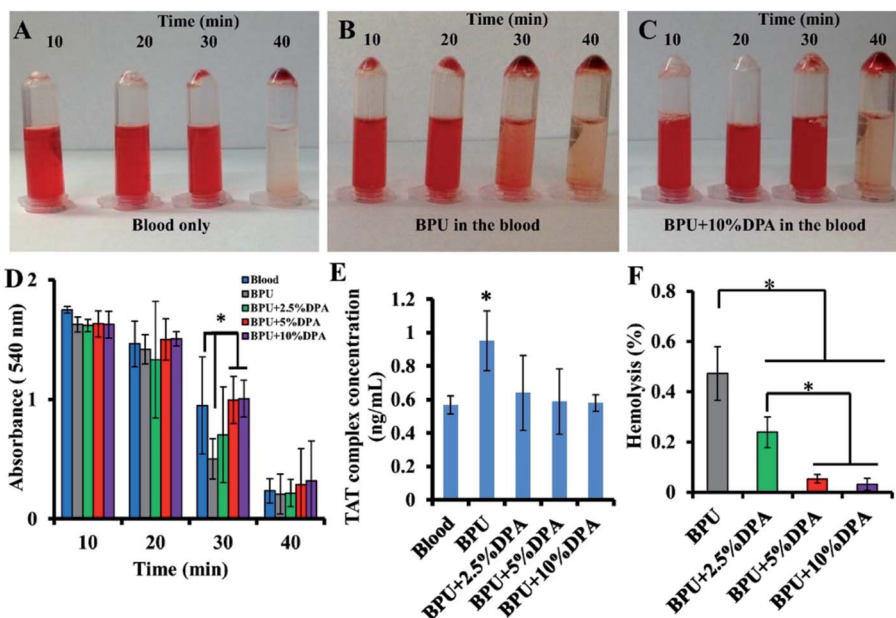 A
Time (min)
10 20 30 40
Blood only
B
Time (min)
10 20 30 40
BPU in the blood
C
Time (min)
10 20 30 40
BPU+10%DPA in the blood
D
2
1
0
Absorbance ( 540 nm)
Blood
BPU
BPU+2.5%DPA
BPU+5%DPA
BPU+10%DPA
*
10 20 30 40
Time (min)
E
TAT complex concentration
(ng/mL)
1.2
1
0.8
0.6
0.4
0.2
0
*
Blood
BPU
BPU+2.5%DPA
BPU+5%DPA
BPU+10%DPA
F
Hemolysis (%)
0.8
0.6
0.4
0.2
0.0
*
*
BPU
BPU+2.5%DPA
BPU+5%DPA
BPU+10%DPA